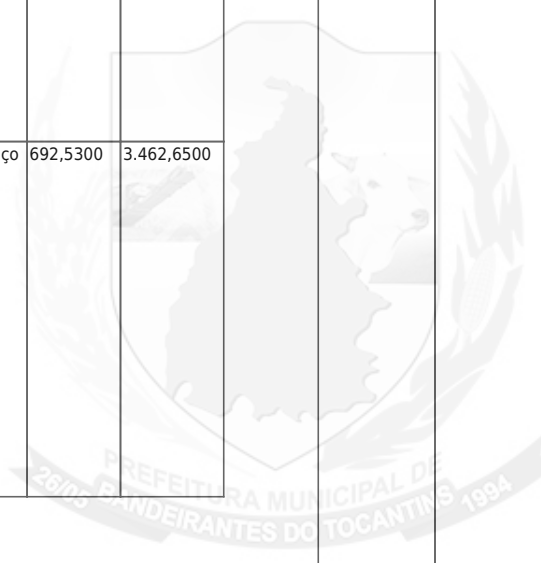 ço 692,5300 3.462,6500
PREFEITURA MUNICIPAL DE
26/05 BANDEIRANTES DO TOCANTINS 1994